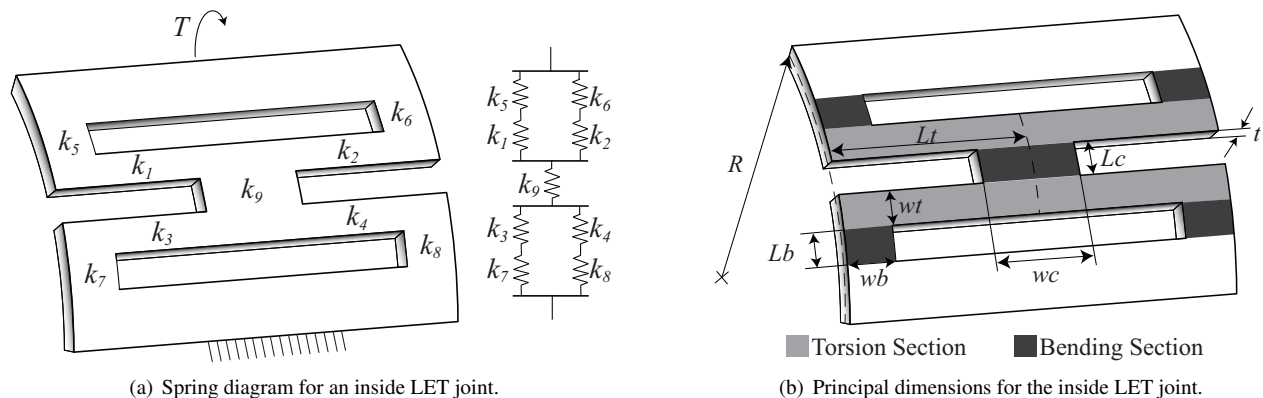 T
k5
k6
k1
k2
k9
k3
k4
k7
k8
k5
k6
k1
k2
k9
k3
k4
k7
k8
(a) Spring diagram for an inside LET joint.
R
Lt
t
Lc
wt
Lb
wb
wc
Torsion Section
Bending Section
(b) Principal dimensions for the inside LET joint.